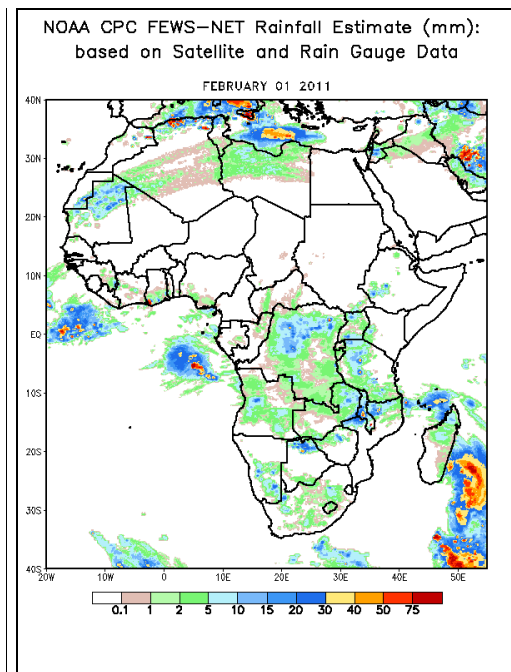 NOAA CPC FEWS-NET Rainfall Estimate (mm):
based on Satellite and Rain Gauge Data
FEBRUARY 01 2011
40N
30N
20N
10N
EQ
10S
20S
30S
40S
20W 10W 0 10E 20E 30E 40E 50E
0.1 1 2 5 10 15 20 30 40 50 75